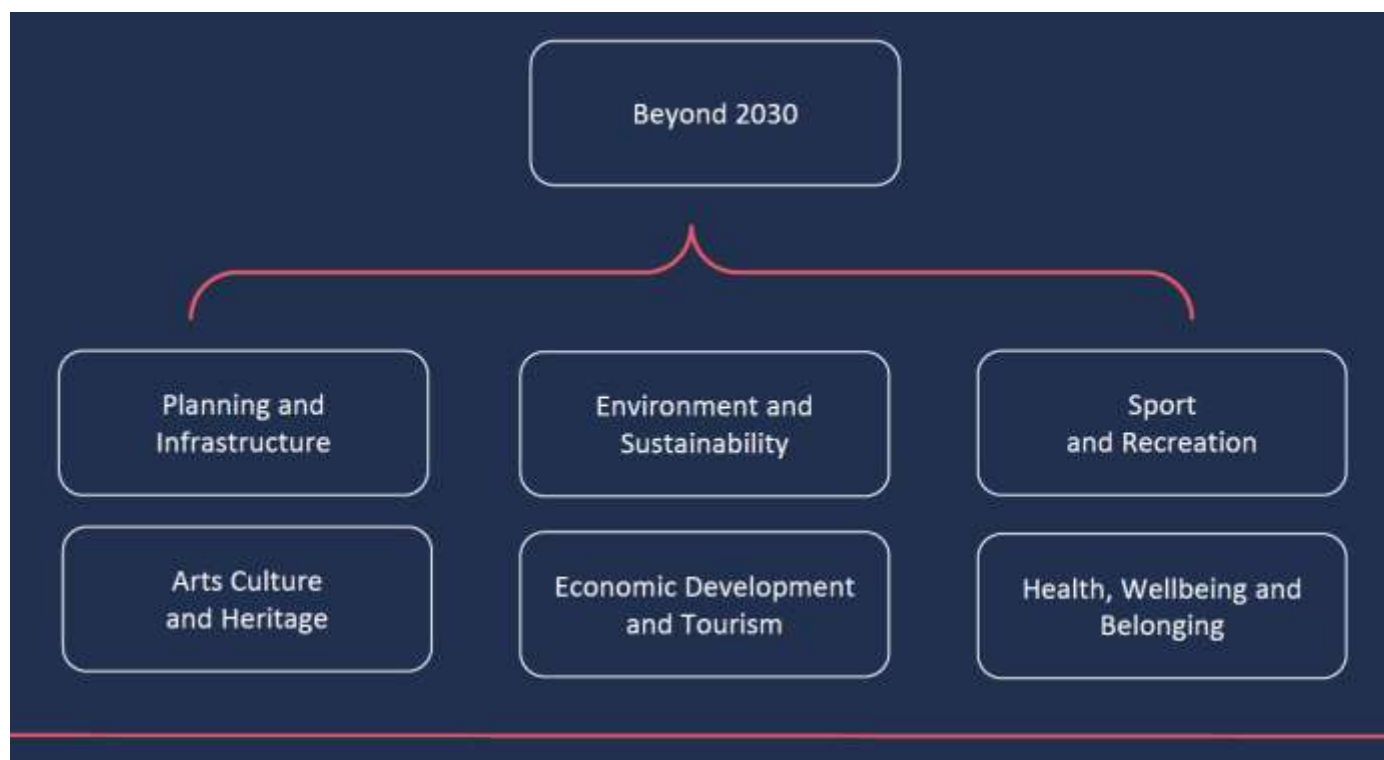 Beyond 2030
Planning and
Infrastructure
Environment and
Sustainability
Sport
and Recreation
Arts Culture
and Heritage
Economic Development
and Tourism
Health, Wellbeing and
Belonging